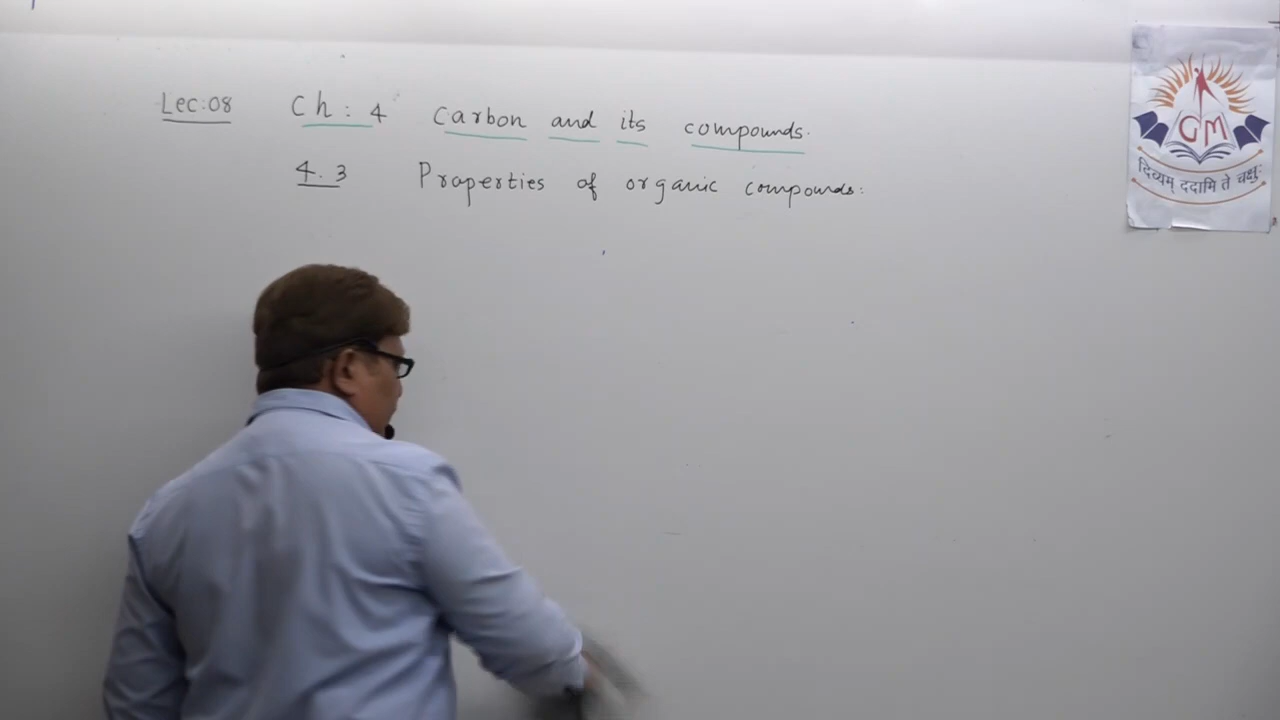 Lec:08 Ch: 4 Carbon and its compounds.
4.3 Properties of organic compounds:
GM
दिव्यम् ददामि ते चक्षुः